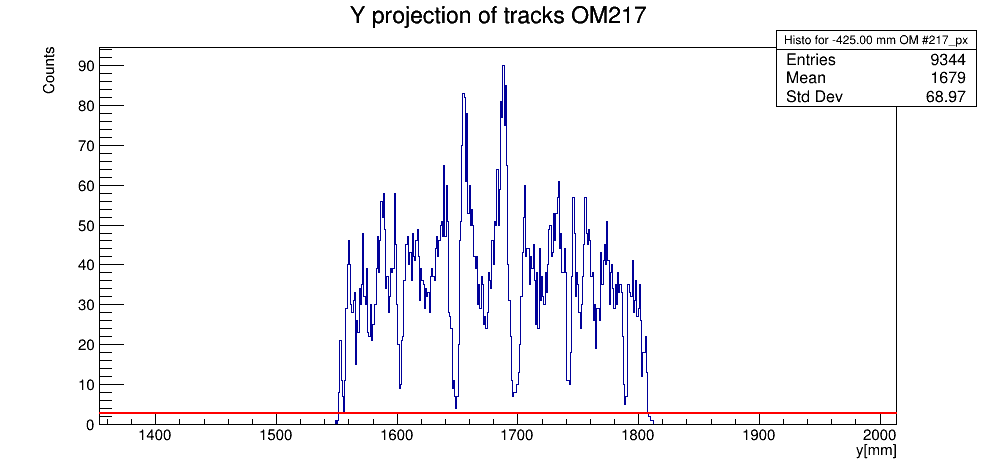 Y projection of tracks OM217
Histo for -425.00 mm OM #217_px
Entries 9344
Mean 1679
Std Dev 68.97
Counts
90
80
70
60
50
40
30
20
10
0
1400 1500 1600 1700 1800 1900 2000
y[mm]